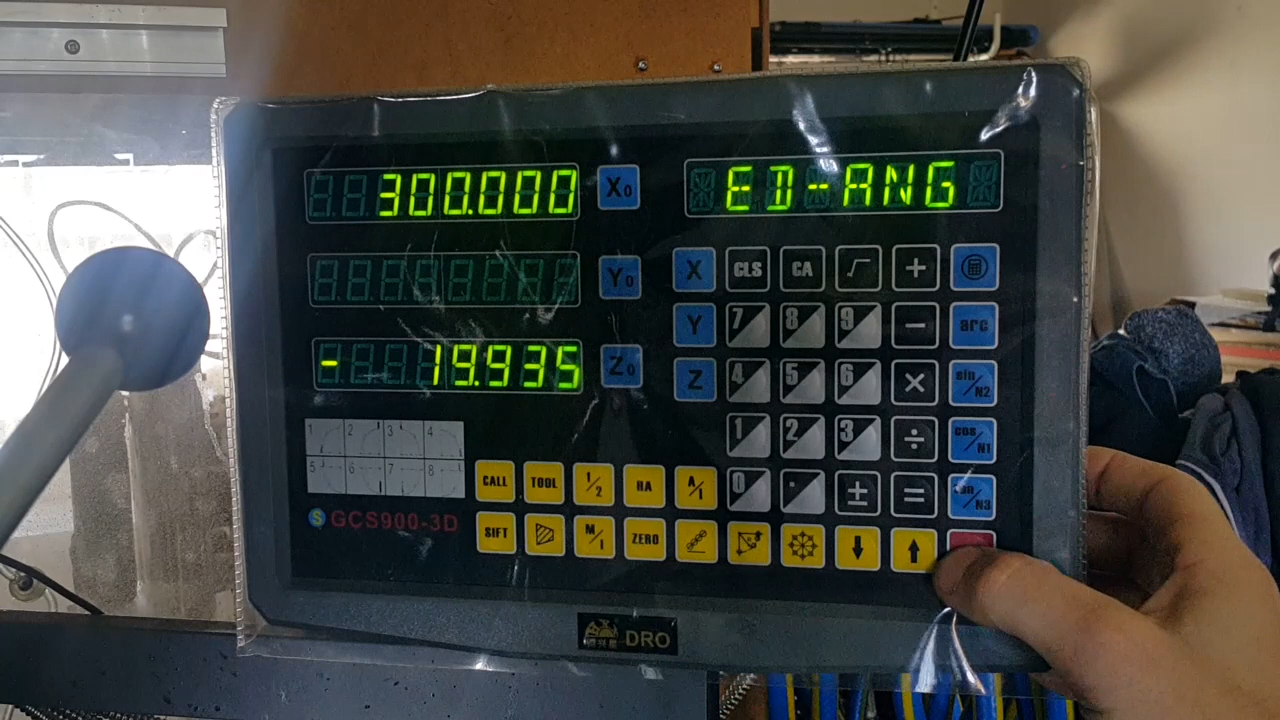 300.000 X0 ED-ANG
Y0 X CLS CA √ +
Y 7 8 9 - arc
- 19.935 Z0 Z 4 5 6 × sin/N2
1 2 3 4
1 2 3 ÷ cos/N1
5 6 7 8
CALL TOOL 1/2 HA A/I 0 . ± = /N3
S GCS900-3D
SIFT M/I ZERO
DRO